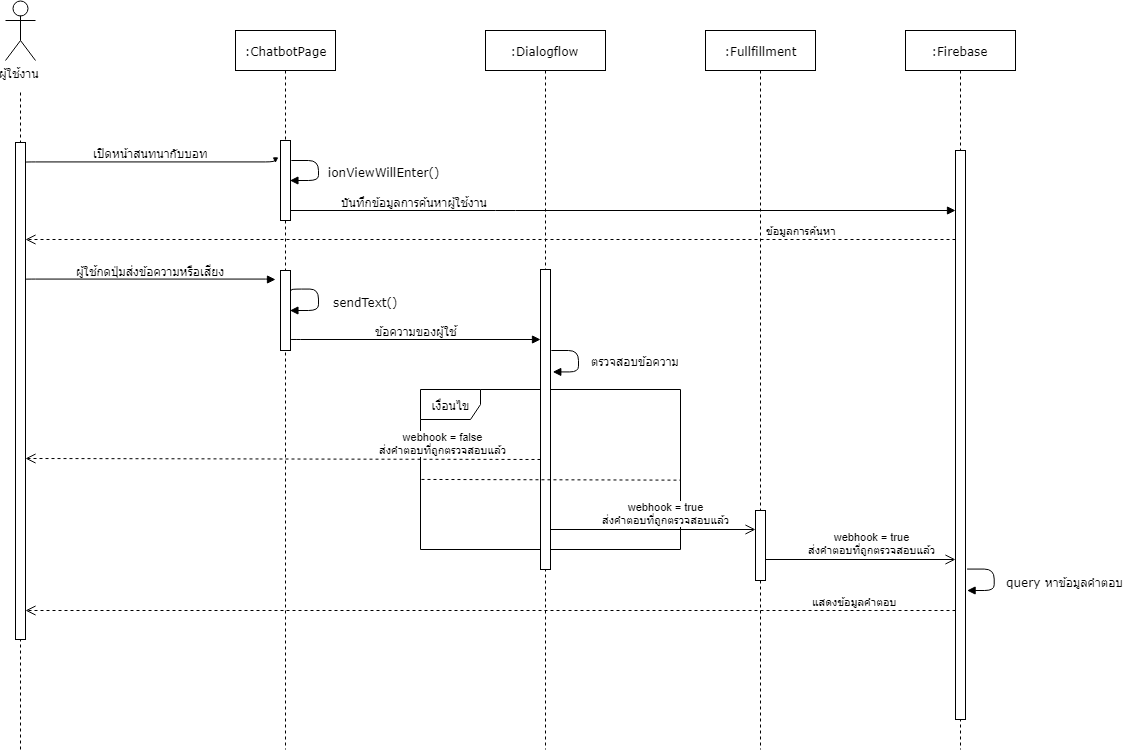 :ChatbotPage
:Dialogflow
:Fullfillment
:Firebase
ผู้ใช้งาน
เปิดหน้าสนทนากับบอท
ionViewWillEnter()
บันทึกข้อมูลการค้นหาผู้ใช้งาน
ข้อมูลการค้นหา
ผู้ใช้กดปุ่มส่งข้อความหรือเสียง
sendText()
ข้อความของผู้ใช้
ตรวจสอบข้อความ
เงื่อนไข
webhook = false
ส่งคำตอบที่ถูกตรวจสอบแล้ว
webhook = true
ส่งคำตอบที่ถูกตรวจสอบแล้ว
webhook = true
ส่งคำตอบที่ถูกตรวจสอบแล้ว
query หาข้อมูลคำตอบ
แสดงข้อมูลคำตอบ